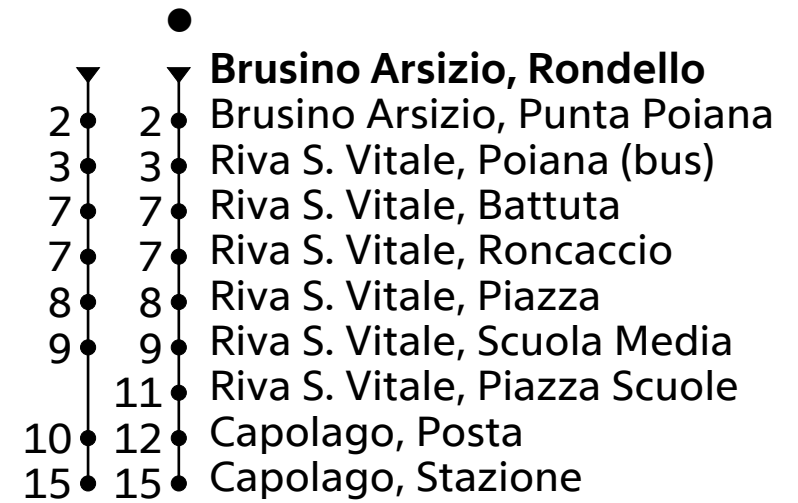 ●
Brusino Arsizio, Rondello
2 2 Brusino Arsizio, Punta Poiana
3 3 Riva S. Vitale, Poiana (bus)
7 7 Riva S. Vitale, Battuta
7 7 Riva S. Vitale, Roncaccio
8 8 Riva S. Vitale, Piazza
9 9 Riva S. Vitale, Scuola Media
11 Riva S. Vitale, Piazza Scuole
10 12 Capolago, Posta
15 15 Capolago, Stazione